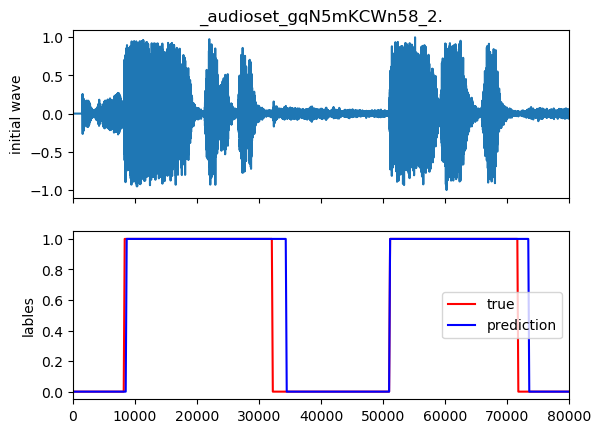 _audioset_gqN5mKCWn58_2.
initial wave
1.0
0.5
0.0
−0.5
−1.0
lables
1.0
0.8
0.6
0.4
0.2
0.0
true
prediction
0 10000 20000 30000 40000 50000 60000 70000 80000